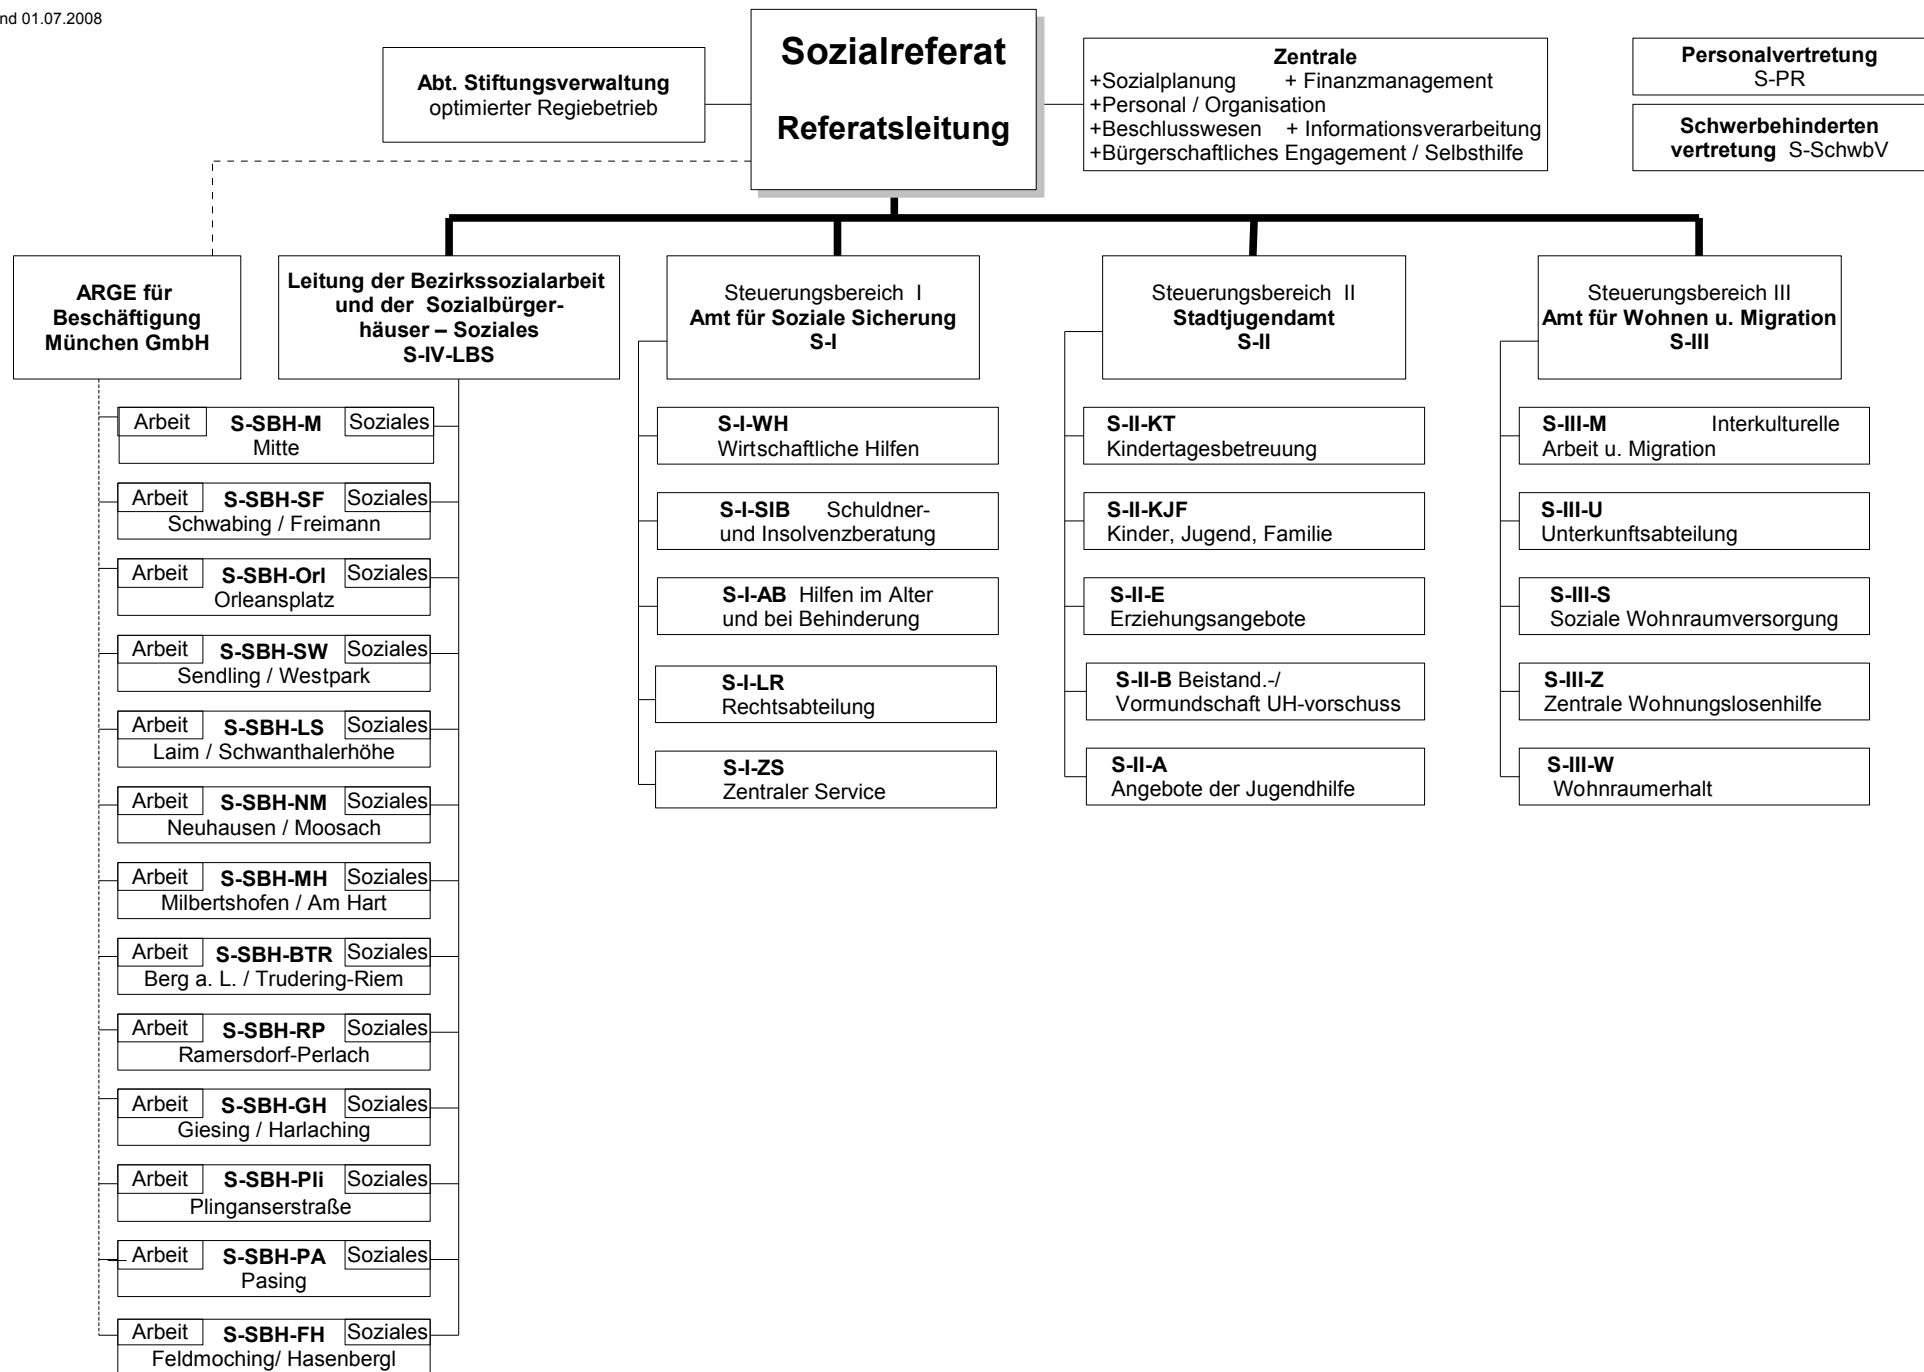 nd 01.07.2008
Sozialreferat
Referatsleitung
Abt. Stiftungsverwaltung
optimierter Regiebetrieb
Zentrale
+Sozialplanung + Finanzmanagement
+Personal / Organisation
+Beschlusswesen + Informationsverarbeitung
+Bürgerschaftliches Engagement / Selbsthilfe
Personalvertretung
S-PR
Schwerbehinderten
vertretung S-SchwbV
ARGE für
Beschäftigung
München GmbH
Leitung der Bezirkssozialarbeit
und der Sozialbürger-
häuser – Soziales
S-IV-LBS
Steuerungsbereich I
Amt für Soziale Sicherung
S-I
Steuerungsbereich II
Stadtjugendamt
S-II
Steuerungsbereich III
Amt für Wohnen u. Migration
S-III
Arbeit S-SBH-M Soziales
Mitte
Arbeit S-SBH-SF Soziales
Schwabing / Freimann
Arbeit S-SBH-Orl Soziales
Orleansplatz
Arbeit S-SBH-SW Soziales
Sendling / Westpark
Arbeit S-SBH-LS Soziales
Laim / Schwanthalerhöhe
Arbeit S-SBH-NM Soziales
Neuhausen / Moosach
Arbeit S-SBH-MH Soziales
Milbertshofen / Am Hart
Arbeit S-SBH-BTR Soziales
Berg a. L. / Trudering-Riem
Arbeit S-SBH-RP Soziales
Ramersdorf-Perlach
Arbeit S-SBH-GH Soziales
Giesing / Harlaching
Arbeit S-SBH-Pli Soziales
Plinganserstraße
Arbeit S-SBH-PA Soziales
Pasing
Arbeit S-SBH-FH Soziales
Feldmoching/ Hasenbergl
S-I-WH
Wirtschaftliche Hilfen
S-I-SIB Schuldner-
und Insolvenzberatung
S-I-AB Hilfen im Alter
und bei Behinderung
S-I-LR
Rechtsabteilung
S-I-ZS
Zentraler Service
S-II-KT
Kindertagesbetreuung
S-II-KJF
Kinder, Jugend, Familie
S-II-E
Erziehungsangebote
S-II-B Beistand.-/
Vormundschaft UH-vorschuss
S-II-A
Angebote der Jugendhilfe
S-III-M Interkulturelle
Arbeit u. Migration
S-III-U
Unterkunftsabteilung
S-III-S
Soziale Wohnraumversorgung
S-III-Z
Zentrale Wohnungslosenhilfe
S-III-W
Wohnraumerhalt